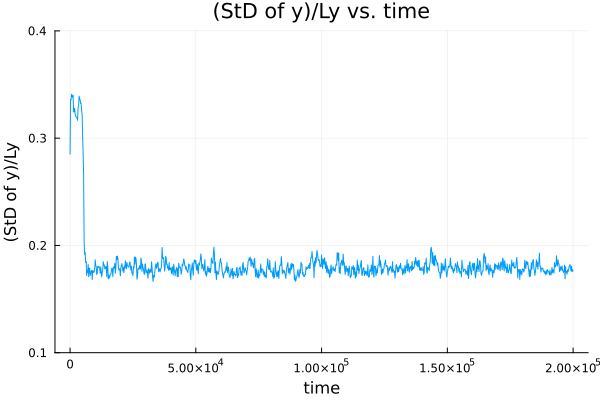 (StD of y)/Ly vs. time
(StD of y)/Ly
0.4
0.3
0.2
0.1
0 5.00×10⁴ 1.00×10⁵ 1.50×10⁵ 2.00×10⁵
time